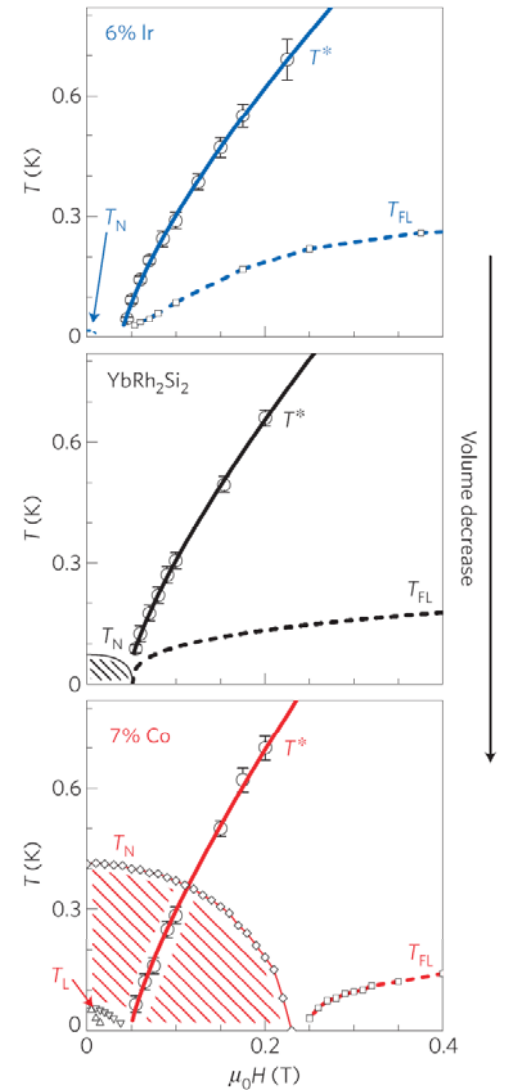 6% Ir
T*
0.6
T (K)
0.3
T_N
T_FL
0
YbRh₂Si₂
T*
0.6
T (K)
0.3
T_FL
T_N
0
Volume decrease
7% Co
T*
0.6
T_N
T (K)
0.3
T_L
T_FL
0
0 0.2 0.4
μ₀H (T)